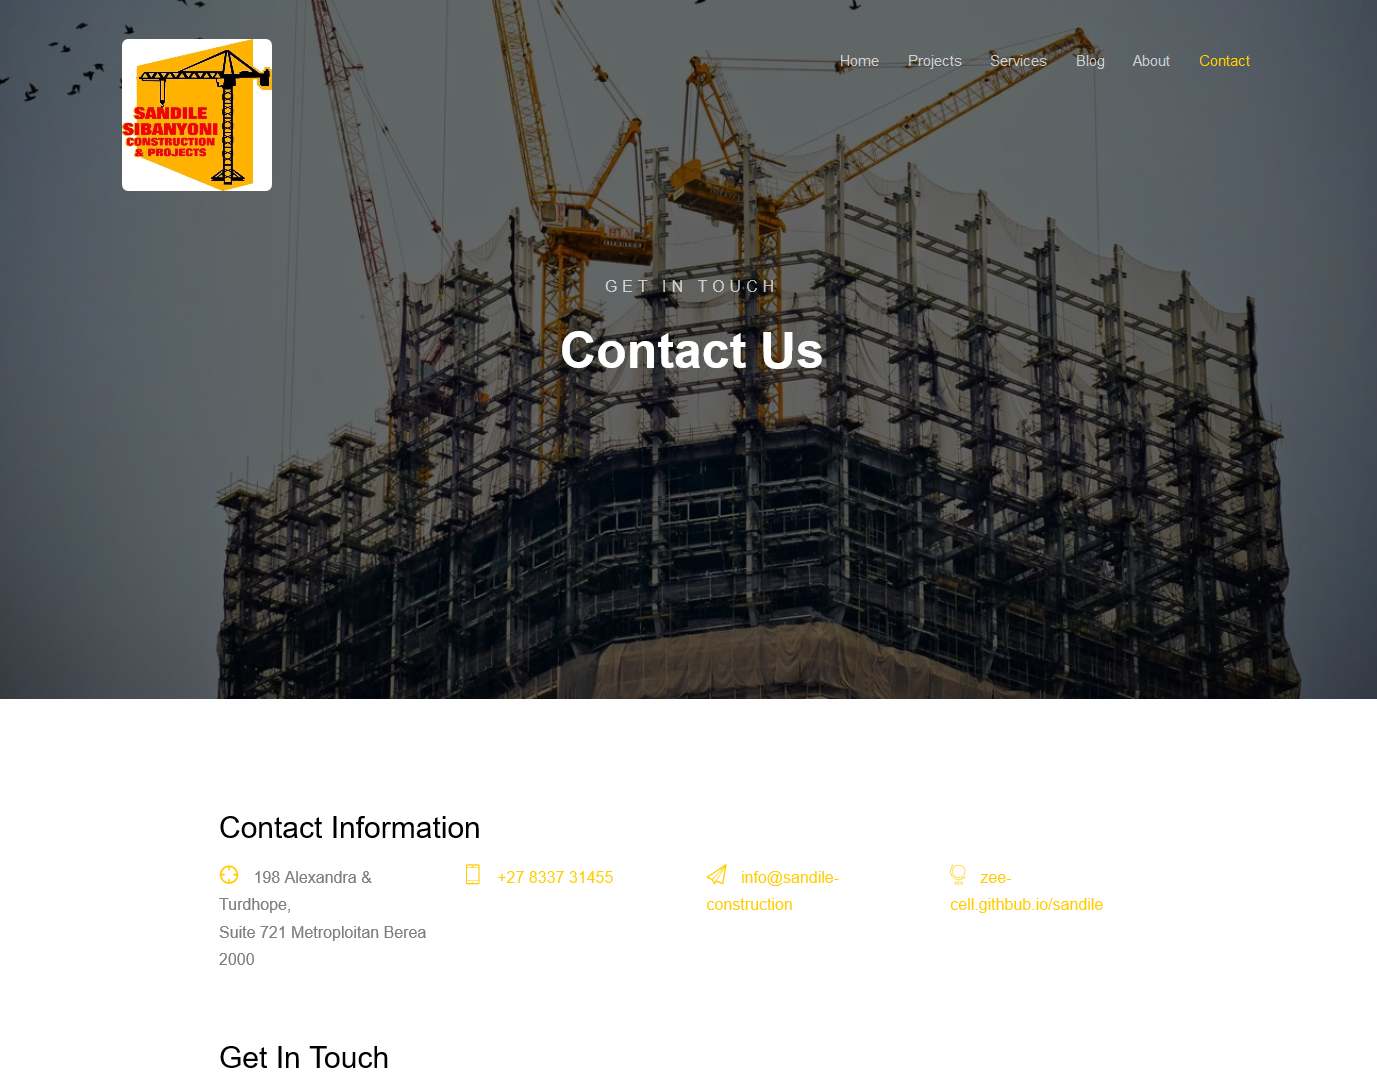 SANDILE
SIBANYONI
CONSTRUCTION
& PROJECTS
Home Projects Services Blog About Contact
GET IN TOUCH
Contact Us
Contact Information
198 Alexandra &
Turdhope,
Suite 721 Metroploitan Berea
2000
+27 8337 31455
info@sandile-
construction
zee-
cell.githbub.io/sandile
Get In Touch